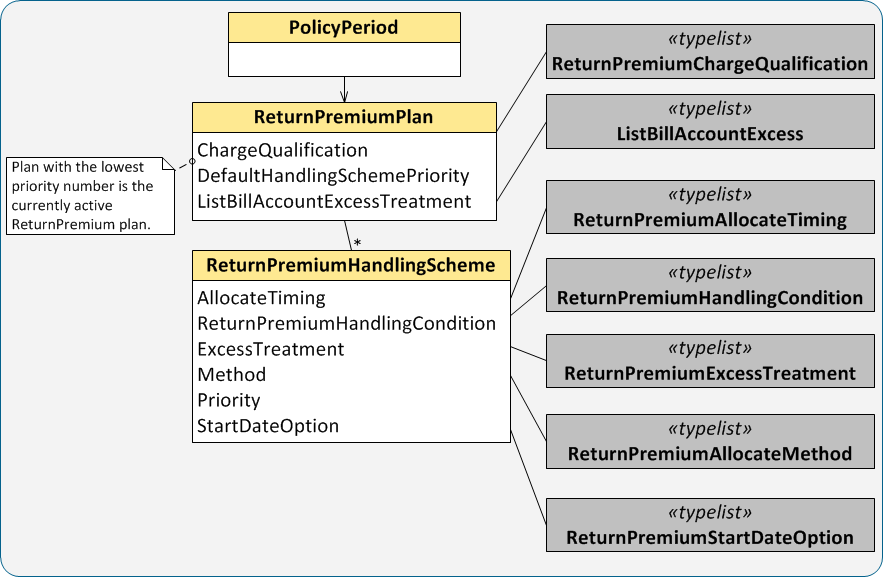 PolicyPeriod
ReturnPremiumPlan
ChargeQualification
DefaultHandlingSchemePriority
ListBillAccountExcessTreatment
Plan with the lowest
priority number is the
currently active
ReturnPremium plan.
*
ReturnPremiumHandlingScheme
AllocateTiming
ReturnPremiumHandlingCondition
ExcessTreatment
Method
Priority
StartDateOption
«typelist»
ReturnPremiumChargeQualification
«typelist»
ListBillAccountExcess
«typelist»
ReturnPremiumAllocateTiming
«typelist»
ReturnPremiumHandlingCondition
«typelist»
ReturnPremiumExcessTreatment
«typelist»
ReturnPremiumAllocateMethod
«typelist»
ReturnPremiumStartDateOption